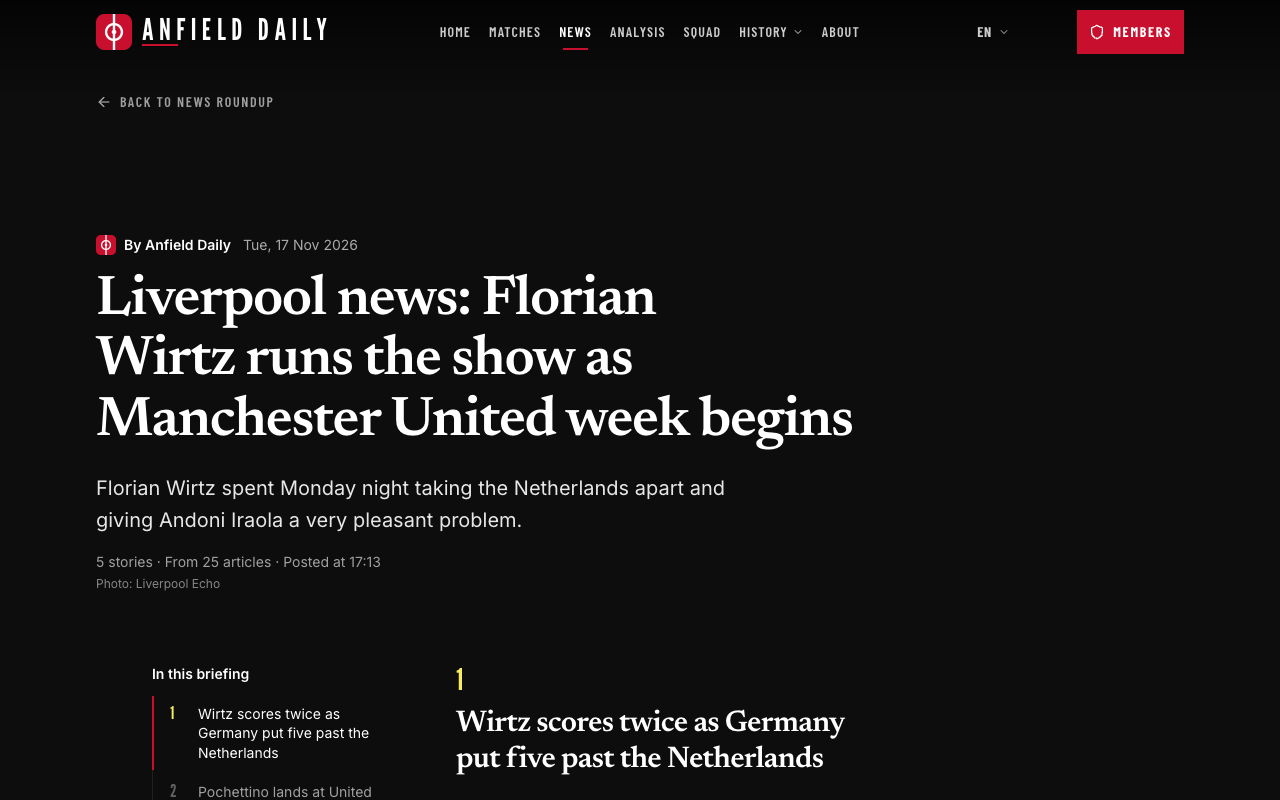 ANFIELD DAILY
HOME MATCHES NEWS ANALYSIS SQUAD HISTORY ABOUT
EN
MEMBERS
BACK TO NEWS ROUNDUP
By Anfield Daily Tue, 17 Nov 2026
Liverpool news: Florian
Wirtz runs the show as
Manchester United week begins
Florian Wirtz spent Monday night taking the Netherlands apart and
giving Andoni Iraola a very pleasant problem.
5 stories · From 25 articles · Posted at 17:13
Photo: Liverpool Echo
In this briefing
1 Wirtz scores twice as
Germany put five past the
Netherlands
2 Pochettino lands at United
1
Wirtz scores twice as Germany
put five past the Netherlands